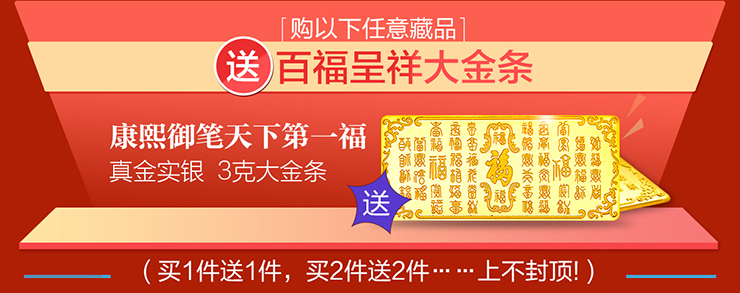 「购以下任意藏品」
送 百福呈祥大金条
康熙御笔天下第一福
真金实银 3克大金条
送
福
(买1件送1件，买2件送2件……上不封顶!)